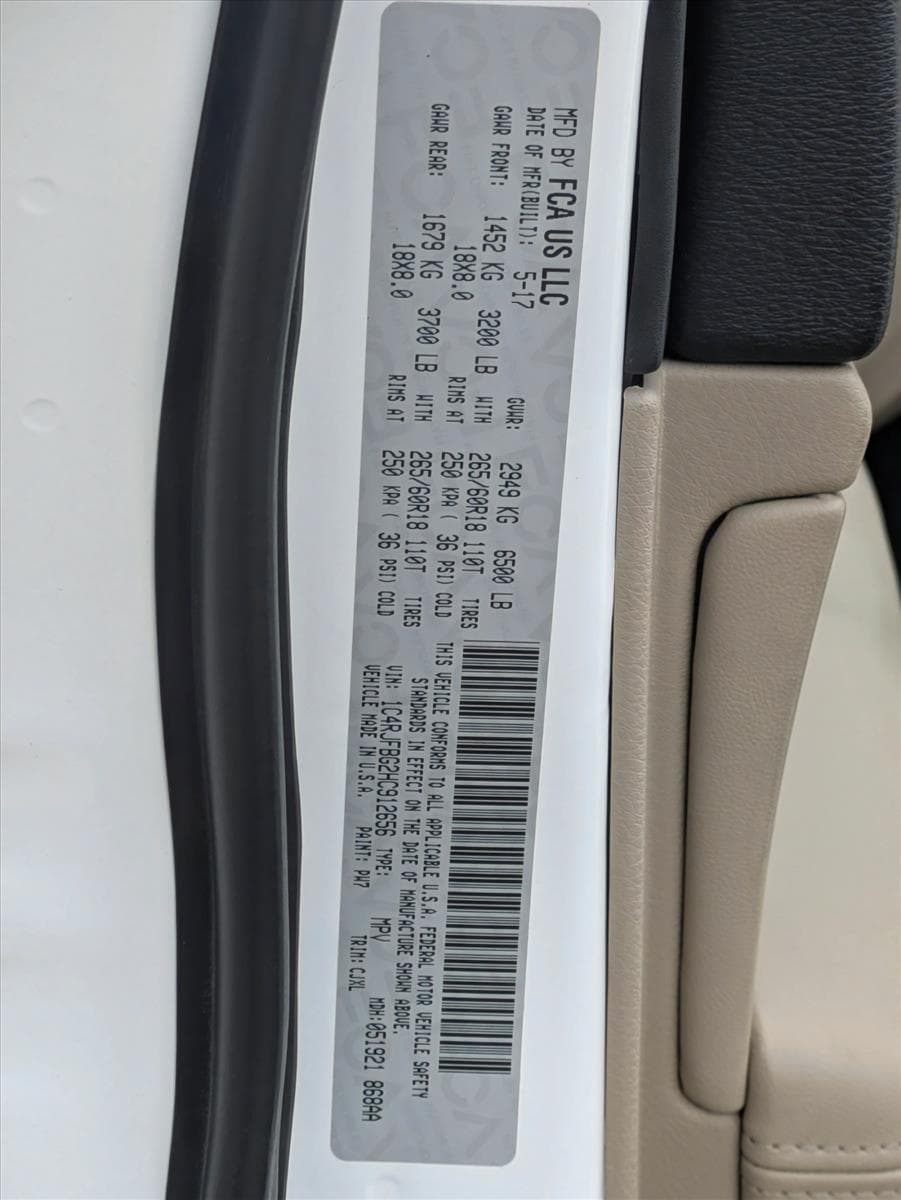 MFD BY FCA US LLC
DATE OF MFR(BUILT): 5-17 GVWR: 2949 KG 6500 LB
GAWR FRONT: 1452 KG 3200 LB WITH 265/60R18 110T TIRES
18X8.0 RIMS AT 250 KPA ( 36 PSI) COLD
GAWR REAR: 1679 KG 3700 LB WITH 265/60R18 110T TIRES
18X8.0 RIMS AT 250 KPA ( 36 PSI) COLD
THIS VEHICLE CONFORMS TO ALL APPLICABLE U.S.A. FEDERAL MOTOR VEHICLE SAFETY
STANDARDS IN EFFECT ON THE DATE OF MANUFACTURE SHOWN ABOVE.
VIN: 1C4RJFBG2HC912656 TYPE: MPV MDH:051921 868AA
VEHICLE MADE IN U.S.A. PAINT: PW7 TRIM: CJXL